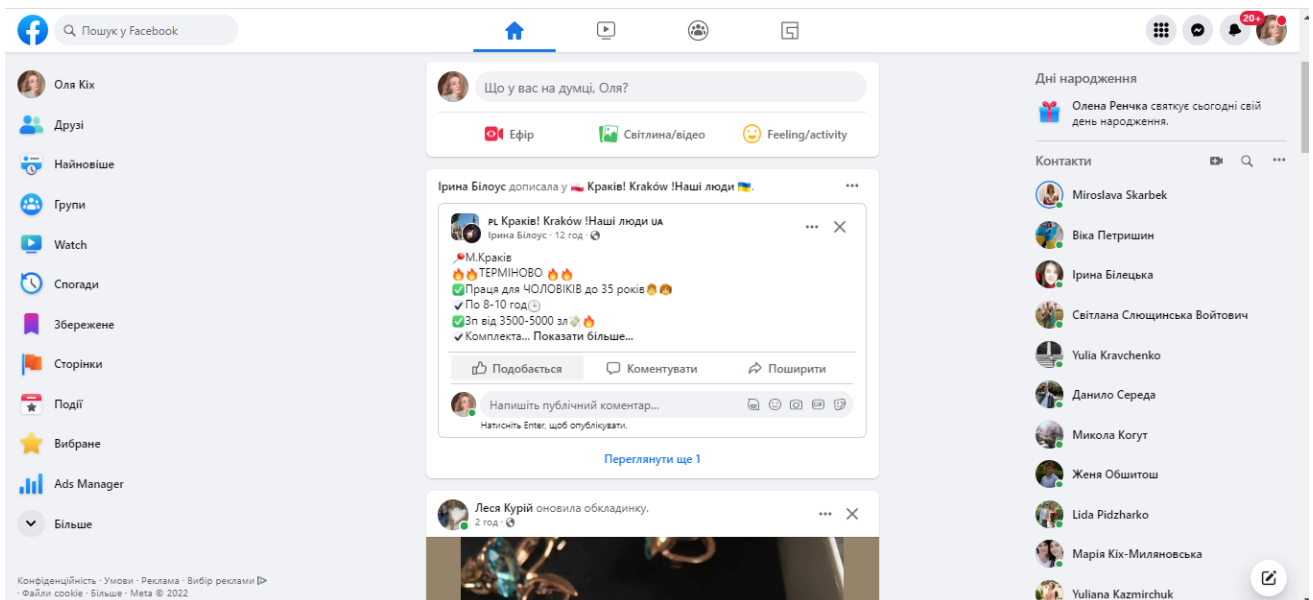 Пошук у Facebook
20+
Оля Кіх
Друзі
Найновіше
Групи
Watch
Спогади
Збережене
Сторінки
Події
Вибране
Ads Manager
Більше
Конфіденційність · Умови · Реклама · Вибір реклами
· Файли cookie · Більше · Meta © 2022
Що у вас на думці, Оля?
Ефір
Світлина/відео
Feeling/activity
Ірина Білоус дописала у 🇵🇱 Краків! Kraków !Наші люди 🇺🇦.
PL Краків! Kraków !Наші люди UA
Ірина Білоус · 12 год ·
📍М.Краків
🔥🔥ТЕРМІНОВО 🔥🔥
✅Праця для ЧОЛОВІКІВ до 35 років
✔По 8-10 год🕒
✅Зп від 3500-5000 зл💸🔥
✔Комплекта... Показати більше...
Подобається
Коментувати
Поширити
Напишіть публічний коментар...
GIF
Натисніть Enter, щоб опублікувати.
Переглянути ще 1
Леся Курій оновила обкладинку.
2 год ·
Дні народження
Олена Ренчка святкує сьогодні свій
день народження.
Контакти
Miroslava Skarbek
Віка Петришин
Ірина Білецька
Світлана Слющинська Войтович
Yulia Kravchenko
Данило Середа
Микола Когут
Женя Обшитош
Lida Pidzharko
Марія Кіх-Миляновська
Yuliana Kazmirchuk